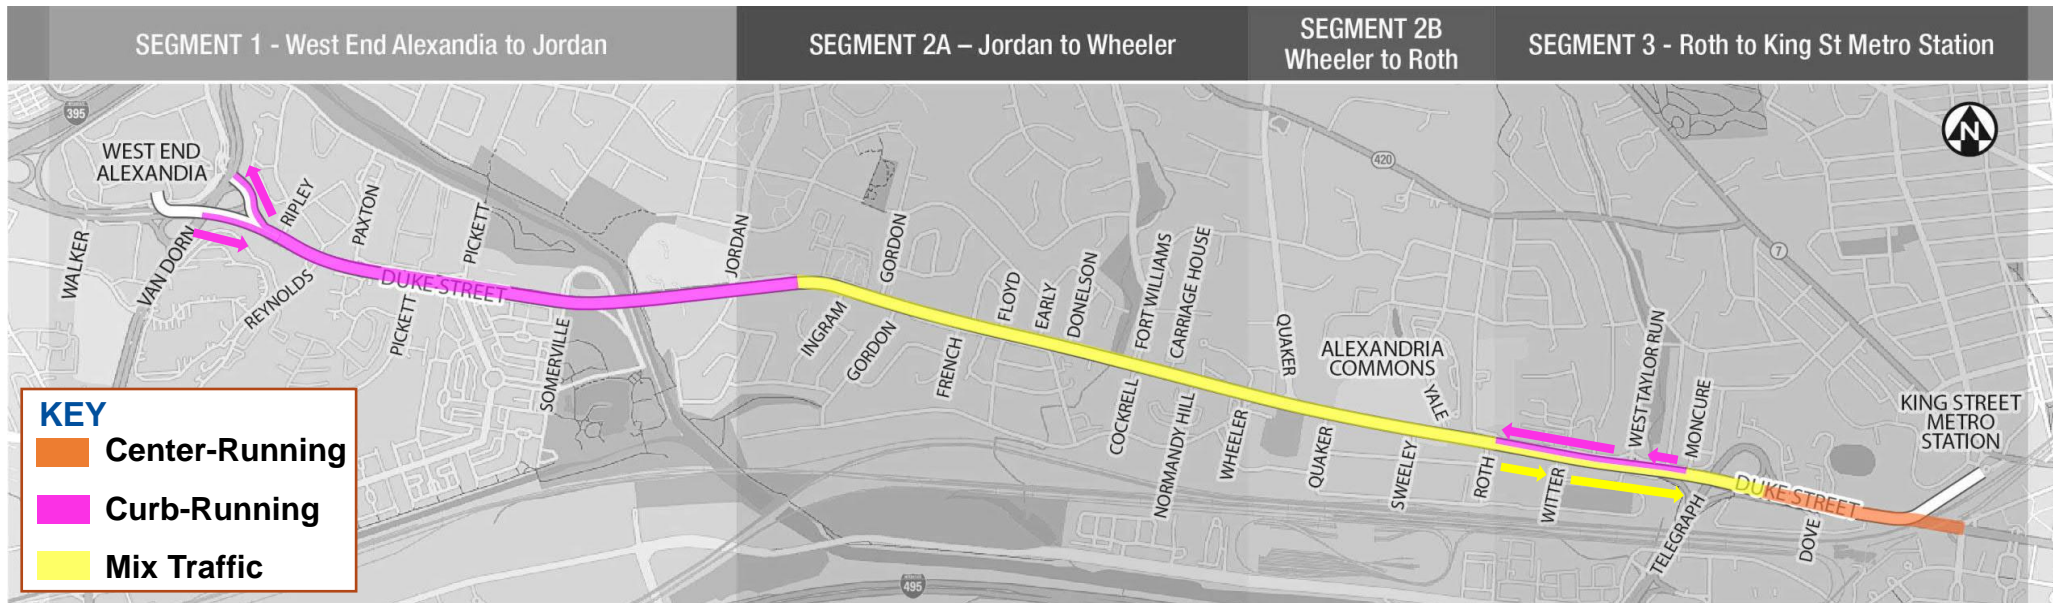 SEGMENT 1 - West End Alexandia to Jordan
SEGMENT 2A – Jordan to Wheeler
SEGMENT 2B
Wheeler to Roth
SEGMENT 3 - Roth to King St Metro Station
395
WEST END
ALEXANDIA
WALKER
VAN DORN
RIPLEY
REYNOLDS
PAXTON
PICKETT
PICKETT
DUKE STREET
SOMERVILLE
JORDAN
INGRAM
GORDON
GORDON
FRENCH
FLOYD
EARLY
DONELSON
COCKRELL
FORT WILLIAMS
NORMANDY HILL
CARRIAGE HOUSE
WHEELER
QUAKER
QUAKER
ALEXANDRIA
COMMONS
SWEELEY
YALE
ROTH
WITTER
WEST TAYLOR RUN
TELEGRAPH
MONCURE
DUKE STREET
DOVE
KING STREET
METRO
STATION
420
7
N
495
KEY
Center-Running
Curb-Running
Mix Traffic